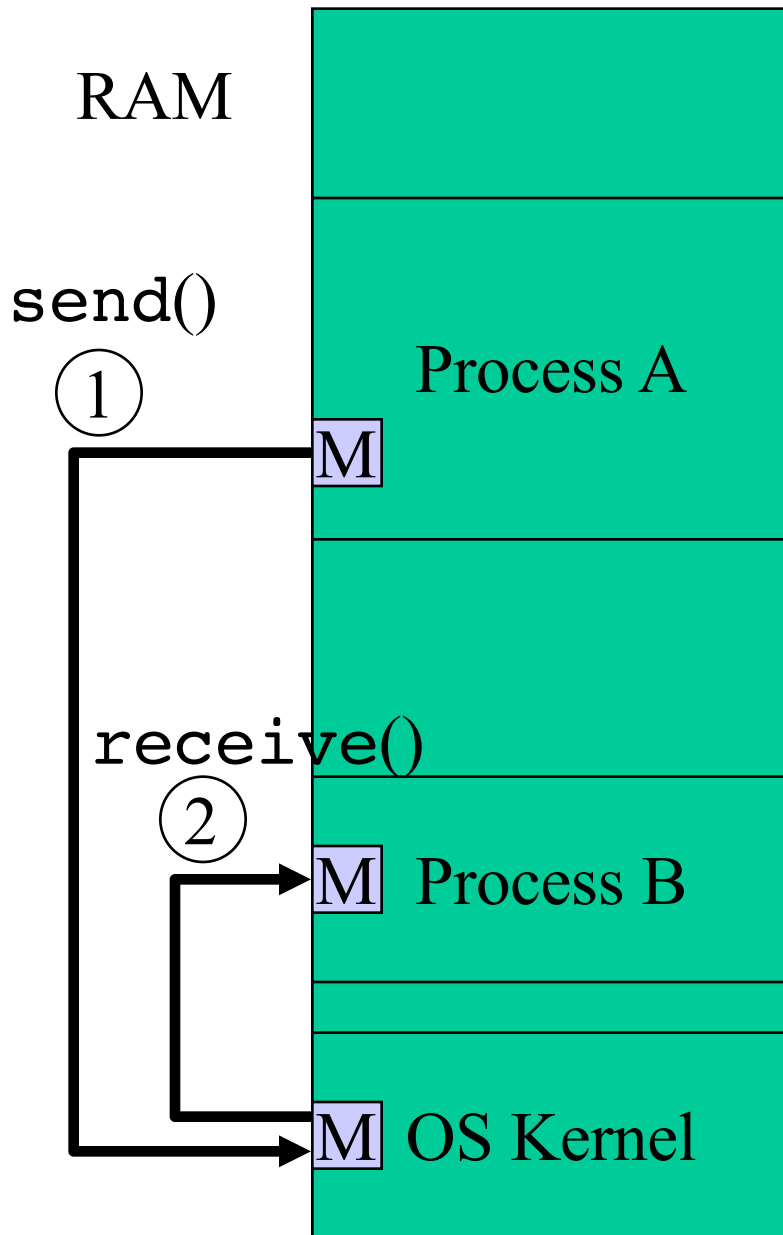 RAM
send()
1
Process A
M
receive()
2
M
Process B
M
OS Kernel